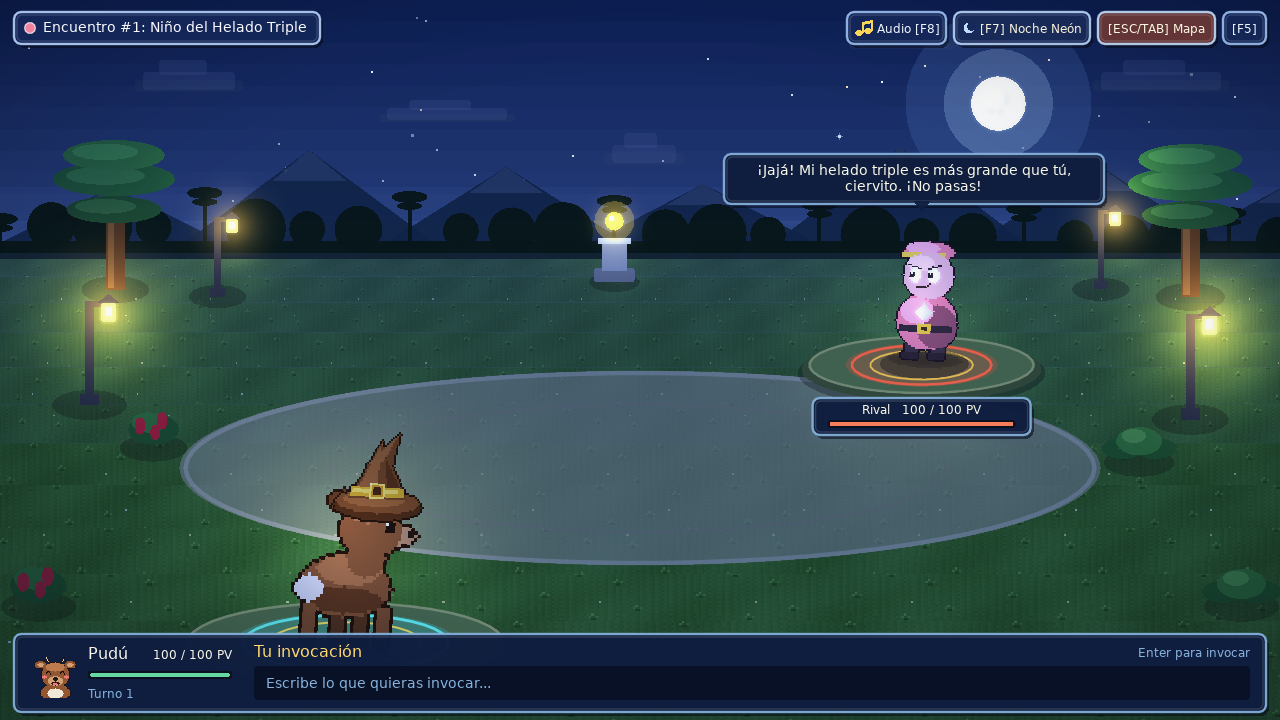 Encuentro #1: Niño del Helado Triple
Audio [F8]
[F7] Noche Neón
[ESC/TAB] Mapa
[F5]
¡Jajá! Mi helado triple es más grande que tú,
ciervito. ¡No pasas!
Rival 100 / 100 PV
Pudú 100 / 100 PV
Turno 1
Tu invocación
Enter para invocar
Escribe lo que quieras invocar...